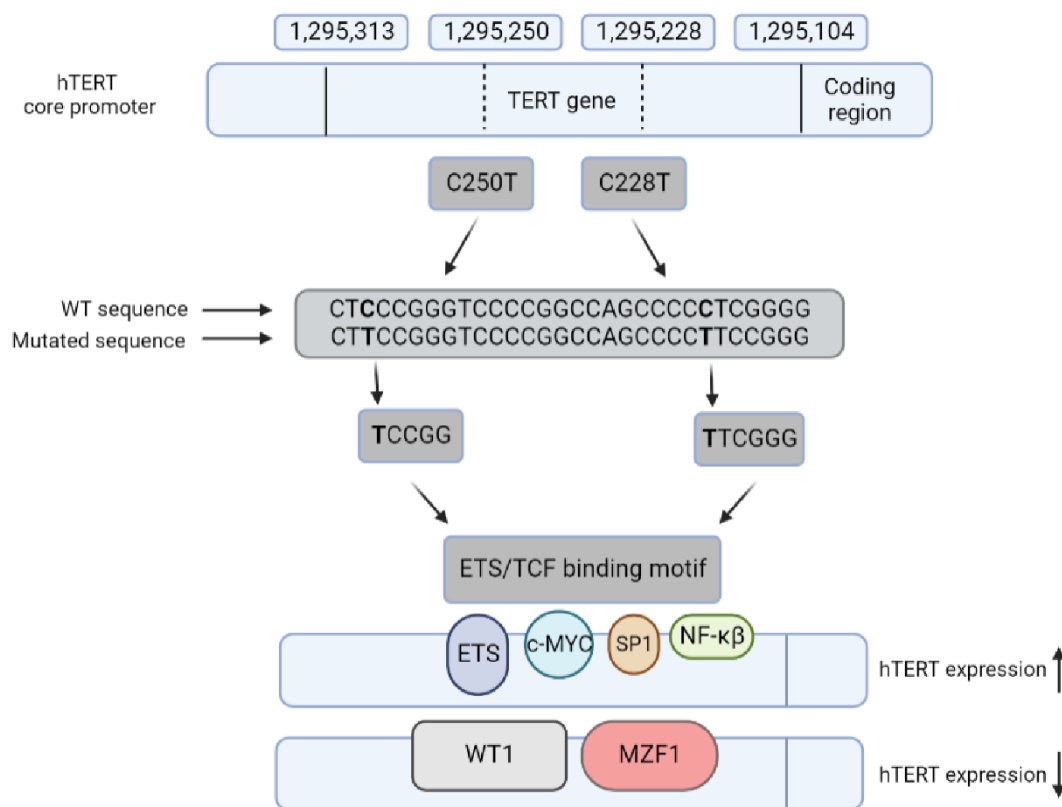 1,295,313 1,295,250 1,295,228 1,295,104
hTERT
core promoter
TERT gene
Coding
region
C250T C228T
WT sequence
CTCCCGGGTCCCCGGCCAGCCCCCTCGGGG
Mutated sequence
CTTCCGGGTCCCCGGCCAGCCCCTTCCGGG
TCCGG TTCGGG
ETS/TCF binding motif
ETS c-MYC SP1 NF-κβ
hTERT expression
WT1 MZF1
hTERT expression